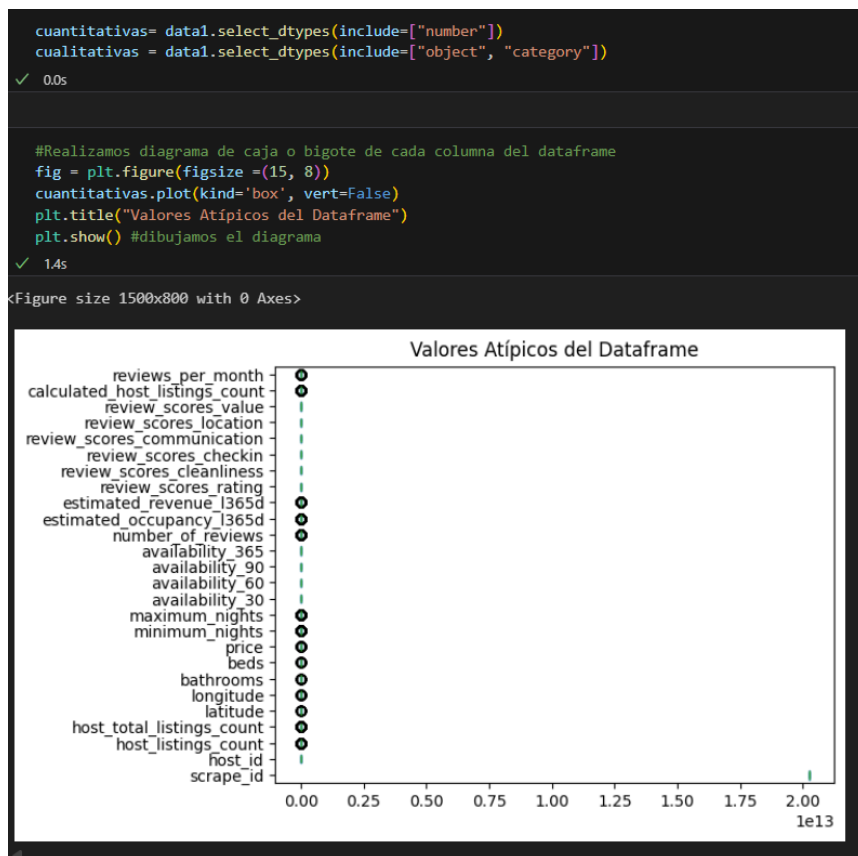 cuantitativas= data1.select_dtypes(include=["number"])
cualitativas = data1.select_dtypes(include=["object", "category"])
0.0s
#Realizamos diagrama de caja o bigote de cada columna del dataframe
fig = plt.figure(figsize =(15, 8))
cuantitativas.plot(kind='box', vert=False)
plt.title("Valores Atípicos del Dataframe")
plt.show() #dibujamos el diagrama
1.4s
<Figure size 1500x800 with 0 Axes>
Valores Atípicos del Dataframe
reviews_per_month
calculated_host_listings_count
review_scores_value
review_scores_location
review_scores_communication
review_scores_checkin
review_scores_cleanliness
review_scores_rating
estimated_revenue_l365d
estimated_occupancy_l365d
number_of_reviews
availability_365
availability_90
availability_60
availability_30
maximum_nights
minimum_nights
price
beds
bathrooms
longitude
latitude
host_total_listings_count
host_listings_count
host_id
scrape_id
0.00 0.25 0.50 0.75 1.00 1.25 1.50 1.75 2.00
1e13